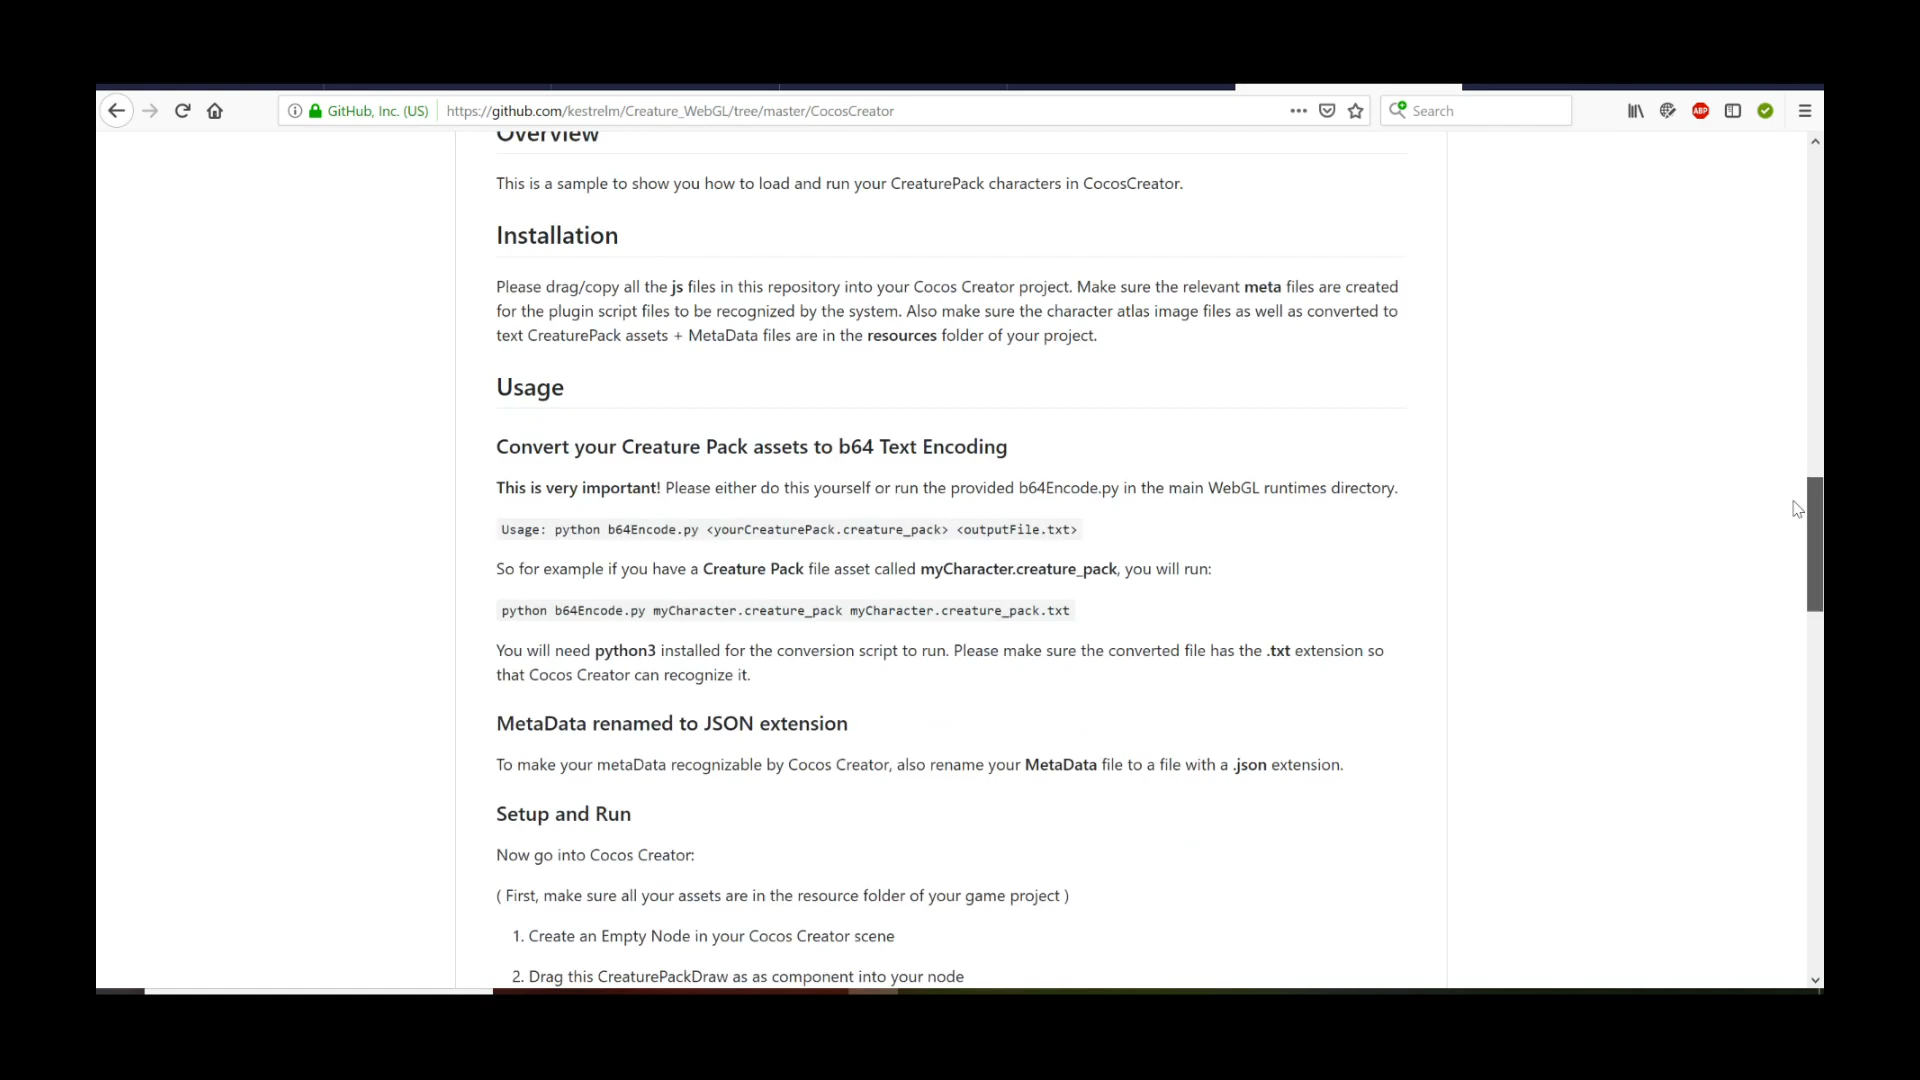 GitHub, Inc. (US) https://github.com/kestrelm/Creature_WebGL/tree/master/CocosCreator Search ABP
Overview
This is a sample to show you how to load and run your CreaturePack characters in CocosCreator.
Installation
Please drag/copy all the js files in this repository into your Cocos Creator project. Make sure the relevant meta files are created
for the plugin script files to be recognized by the system. Also make sure the character atlas image files as well as converted to
text CreaturePack assets + MetaData files are in the resources folder of your project.
Usage
Convert your Creature Pack assets to b64 Text Encoding
This is very important! Please either do this yourself or run the provided b64Encode.py in the main WebGL runtimes directory.
Usage: python b64Encode.py <yourCreaturePack.creature_pack> <outputFile.txt>
So for example if you have a Creature Pack file asset called myCharacter.creature_pack, you will run:
python b64Encode.py myCharacter.creature_pack myCharacter.creature_pack.txt
You will need python3 installed for the conversion script to run. Please make sure the converted file has the .txt extension so
that Cocos Creator can recognize it.
MetaData renamed to JSON extension
To make your metaData recognizable by Cocos Creator, also rename your MetaData file to a file with a .json extension.
Setup and Run
Now go into Cocos Creator:
( First, make sure all your assets are in the resource folder of your game project )
1. Create an Empty Node in your Cocos Creator scene
2. Drag this CreaturePackDraw as as component into your node